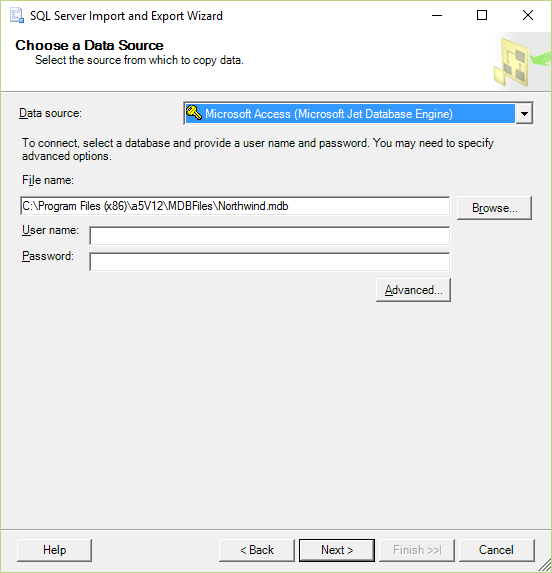 SQL Server Import and Export Wizard
Choose a Data Source
Select the source from which to copy data.
Data source:
Microsoft Access (Microsoft Jet Database Engine)
To connect, select a database and provide a user name and password. You may need to specify
advanced options.
File name:
C:\Program Files (x86)\a5V12\MDBFiles\Northwind.mdb
Browse...
User name:
Password:
Advanced...
Help
< Back
Next >
Finish >>|
Cancel